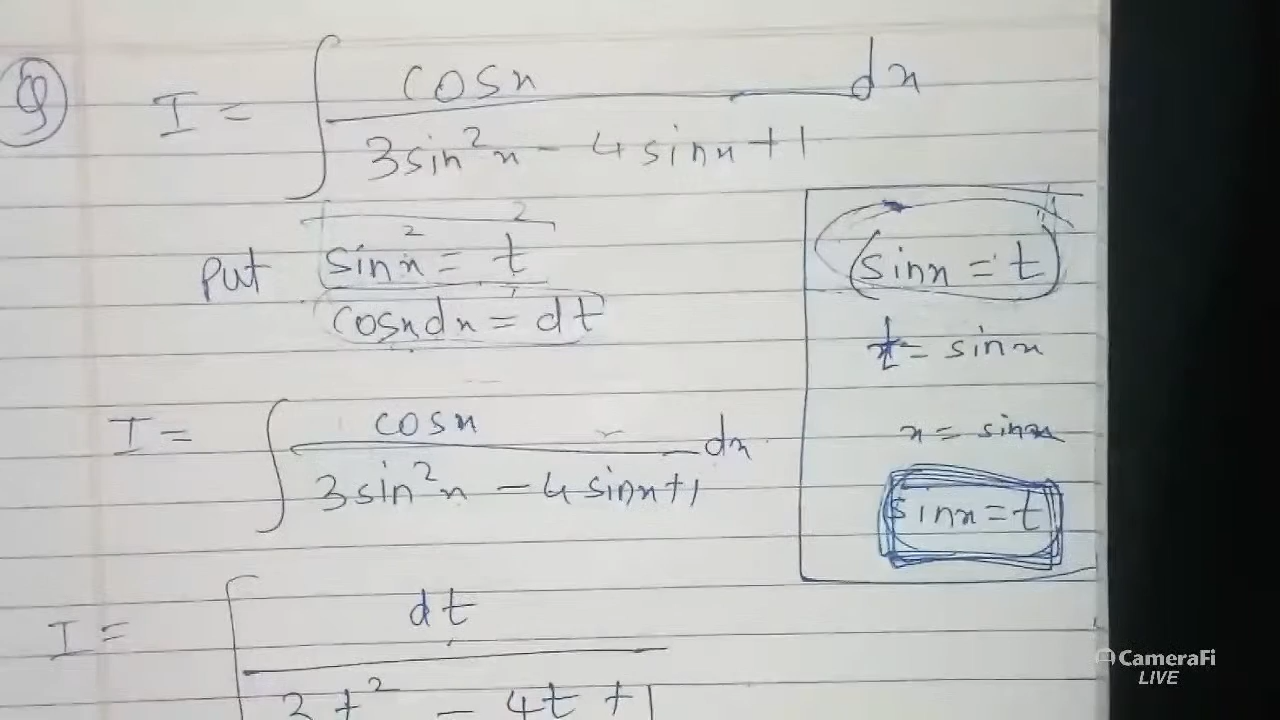 Q I = ∫ cosx / 3sin²x - 4sinx+1 dx
Put sin²x = t²
cosxdx = dt
I = ∫ cosx / 3sin²x - 4sinx+1 dx
I = ∫ dt / 3t² - 4t + 1
sinx = t
t = sinx
x = sinx
sinx = t
CameraFi
LIVE